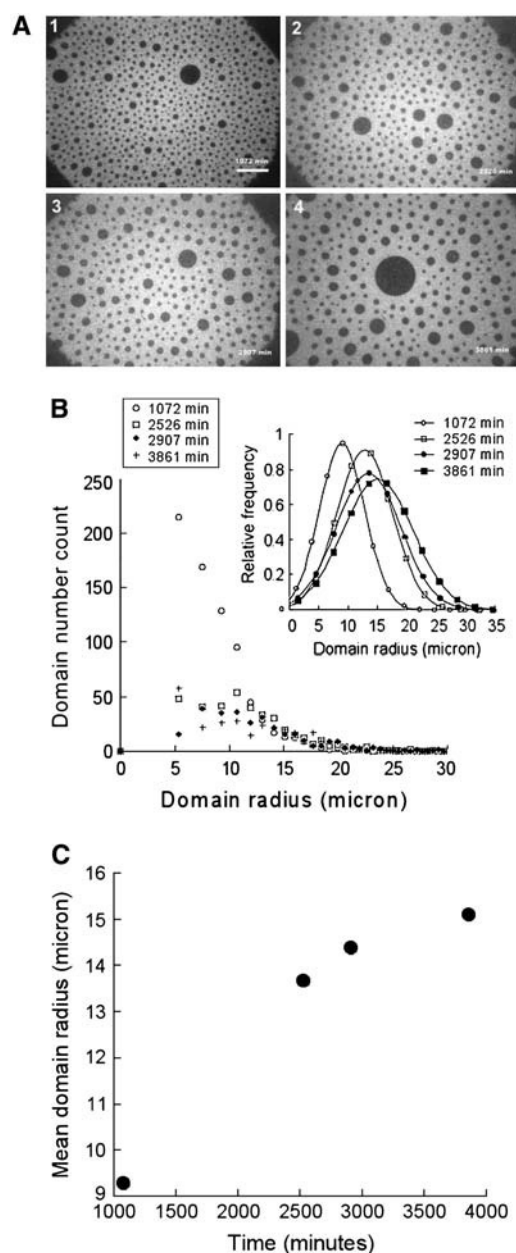 A
1
1072 min
2
3
2907 min
4
3861 min
B
1072 min
2526 min
2907 min
3861 min
250
200
150
100
50
0
Domain number count
0
5
10
15
20
25
30
Domain radius (micron)
1
0.8
0.6
0.4
0.2
0
Relative frequency
0
5
10
15
20
25
30
35
Domain radius (micron)
1072 min
2526 min
2907 min
3861 min
C
16
15
14
13
12
11
10
9
Mean domain radius (micron)
1000
1500
2000
2500
3000
3500
4000
Time (minutes)